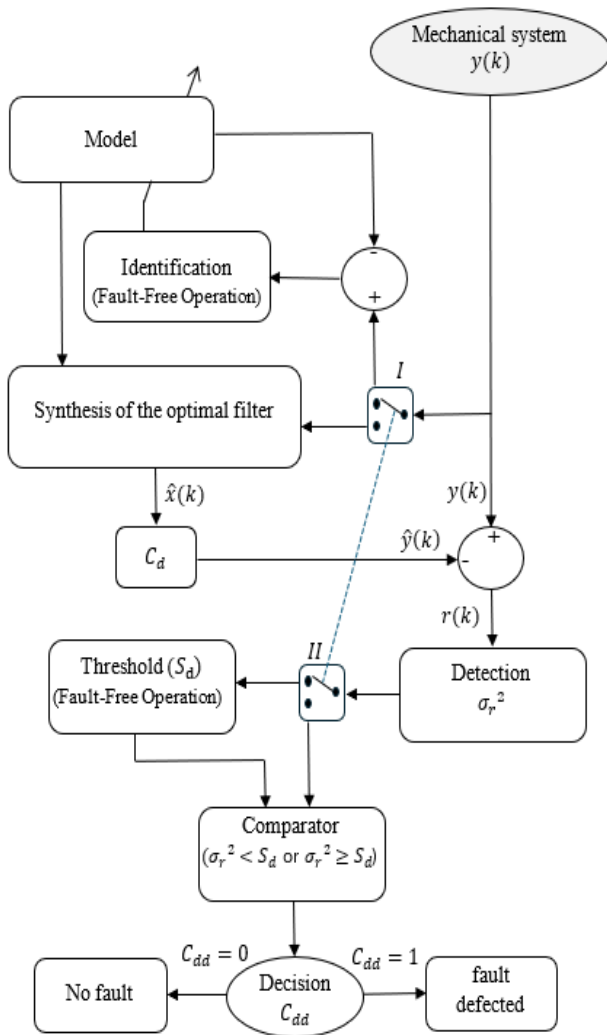 Mechanical system
y(k)
Model
Identification
(Fault-Free Operation)
-
+
I
Synthesis of the optimal filter
x̂(k)
y(k)
C_d
ŷ(k)
+
-
r(k)
II
Threshold (S_d)
(Fault-Free Operation)
Detection
σ_r²
Comparator
(σ_r² < S_d or σ_r² ≥ S_d)
C_dd = 0
C_dd = 1
No fault
Decision
C_dd
fault
defected